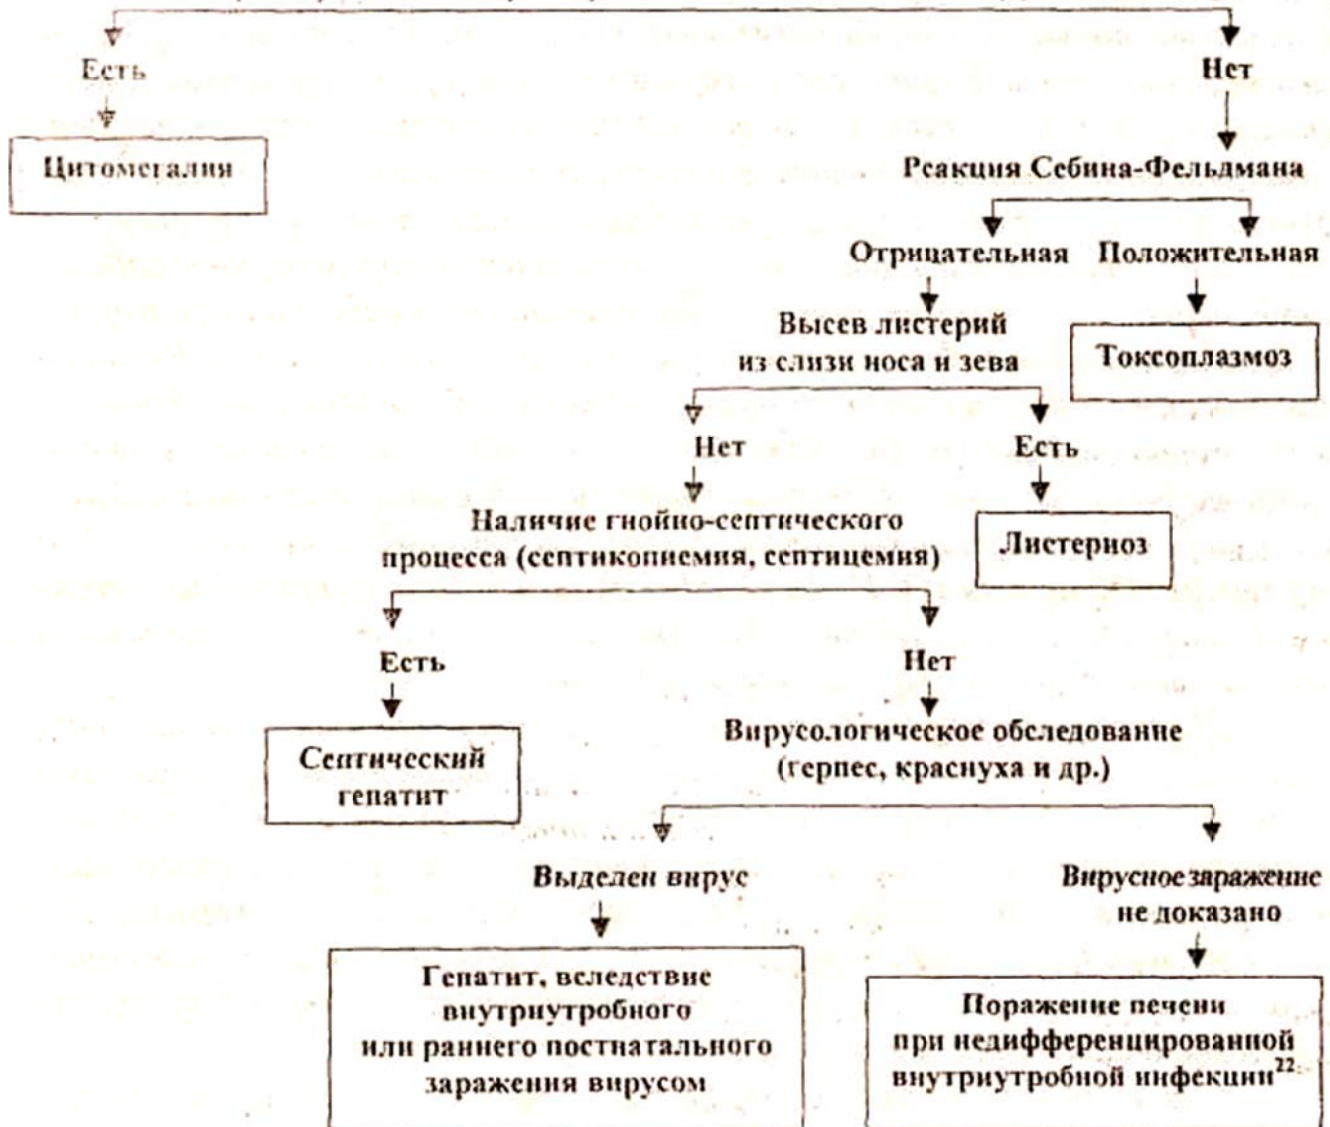 Есть
Нет
Цитомегалия
Реакция Себина-Фельдмана
Отрицательная Положительная
Высев листерий
из слизи носа и зева
Токсоплазмоз
Нет
Есть
Наличие гнойно-септического
процесса (септикопиемия, септицемия)
Листериоз
Есть
Нет
Септический
гепатит
Вирусологическое обследование
(герпес, краснуха и др.)
Выделен вирус
Вирусное заражение
не доказано
Гепатит, вследствие
внутриутробного
или раннего постнатального
заражения вирусом
Поражение печени
при недифференцированной
внутриутробной инфекции22